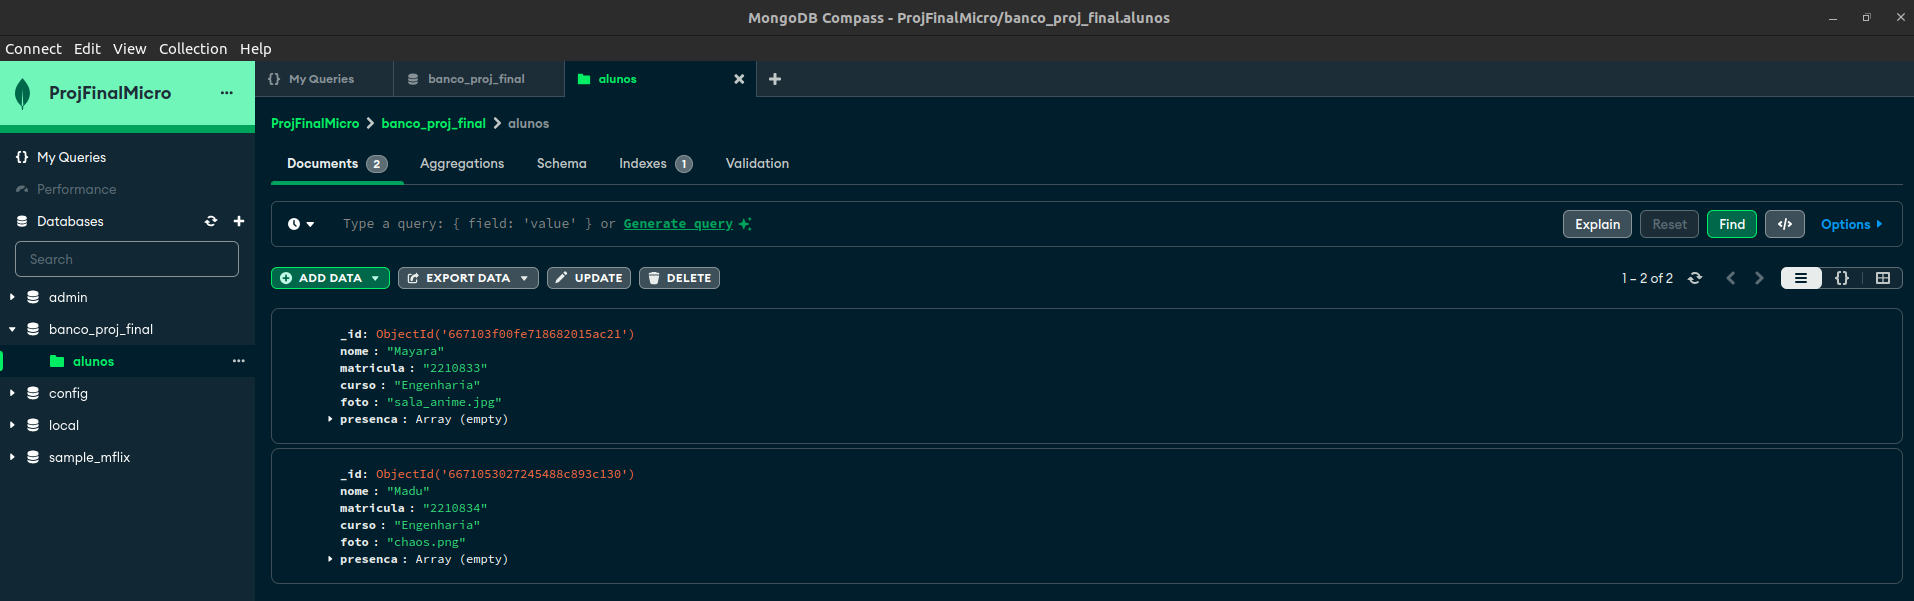 MongoDB Compass - ProjFinalMicro/banco_proj_final.alunos
Connect Edit View Collection Help
ProjFinalMicro
My Queries
Performance
Databases
Search
admin
banco_proj_final
alunos
config
local
sample_mflix
My Queries banco_proj_final alunos
ProjFinalMicro > banco_proj_final > alunos
Documents 2 Aggregations Schema Indexes 1 Validation
Type a query: { field: 'value' } or Generate query Explain Reset Find </> Options
ADD DATA EXPORT DATA UPDATE DELETE 1 – 2 of 2 {}
_id: ObjectId('667103f00fe718682015ac21')
nome : "Mayara"
matricula : "2210833"
curso : "Engenharia"
foto : "sala_anime.jpg"
presenca : Array (empty)
_id: ObjectId('6671053027245488c893c130')
nome : "Madu"
matricula : "2210834"
curso : "Engenharia"
foto : "chaos.png"
presenca : Array (empty)